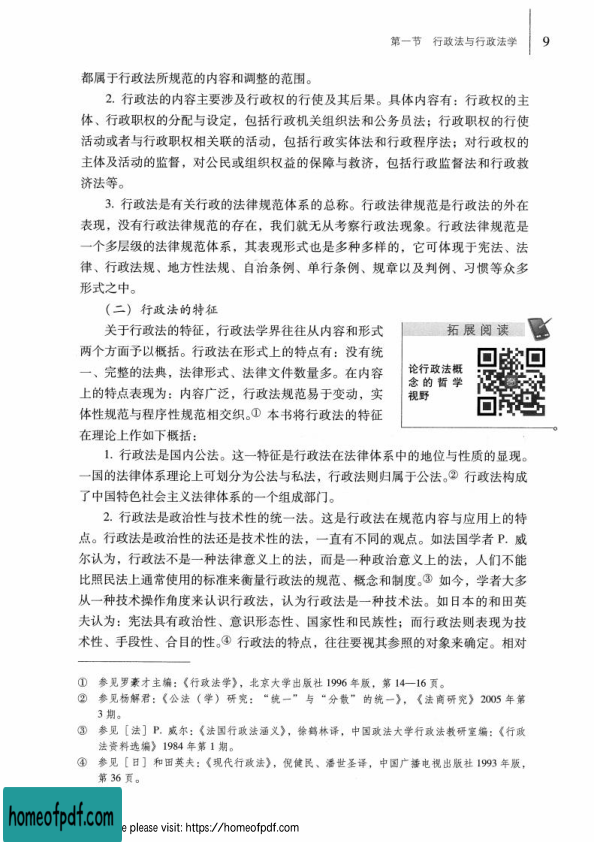 第一节 行政法与行政法学 9
都属于行政法所规范的内容和调整的范围。
2. 行政法的内容主要涉及行政权的行使及其后果。具体内容有：行政权的主
体、行政职权的分配与设定，包括行政机关组织法和公务员法；行政职权的行使
活动或者与行政职权相关联的活动，包括行政实体法和行政程序法；对行政权的
主体及活动的监督，对公民或组织权益的保障与救济，包括行政监督法和行政救
济法等。
3. 行政法是有关行政的法律规范体系的总称。行政法律规范是行政法的外在
表现，没有行政法律规范的存在，我们就无从考察行政法现象。行政法律规范是
一个多层级的法律规范体系，其表现形式也是多种多样的，它可体现于宪法、法
律、行政法规、地方性法规、自治条例、单行条例、规章以及判例、习惯等众多
形式之中。
（二）行政法的特征
关于行政法的特征，行政法学界往往从内容和形式
两个方面予以概括。行政法在形式上的特点有：没有统
一、完整的法典，法律形式、法律文件数量多。在内容
上的特点表现为：内容广泛，行政法规范易于变动，实
体性规范与程序性规范相交织。① 本书将行政法的特征
在理论上作如下概括：
拓展阅读
论行政法概
念的哲学
视野
1. 行政法是国内公法。这一特征是行政法在法律体系中的地位与性质的显现。
一国的法律体系理论上可划分为公法与私法，行政法则归属于公法。② 行政法构成
了中国特色社会主义法律体系的一个组成部门。
2. 行政法是政治性与技术性的统一法。这是行政法在规范内容与应用上的特
点。行政法是政治性的法还是技术性的法，一直有不同的观点。如法国学者 P. 威
尔认为，行政法不是一种法律意义上的法，而是一种政治意义上的法，人们不能
比照民法上通常使用的标准来衡量行政法的规范、概念和制度。③ 如今，学者大多
从一种技术操作角度来认识行政法，认为行政法是一种技术法。如日本的和田英
夫认为：宪法具有政治性、意识形态性、国家性和民族性；而行政法则表现为技
术性、手段性、合目的性。④ 行政法的特点，往往要视其参照的对象来确定。相对
① 参见罗豪才主编：《行政法学》，北京大学出版社 1996 年版，第 14—16 页。
② 参见杨解君：《公法（学）研究：“统一”与“分散”的统一》，《法商研究》2005 年第
3 期。
③ 参见［法］P. 威尔：《法国行政法涵义》，徐鹤林译，中国政法大学行政法教研室编：《行政
法资料选编》1984 年第 1 期。
④ 参见［日］和田英夫：《现代行政法》，倪健民、潘世圣译，中国广播电视出版社 1993 年版，
第 36 页。
homeofpdf.com
e please visit: https://homeofpdf.com